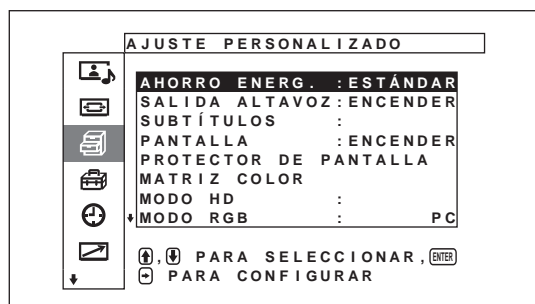 AJUSTE PERSONALIZADO
AHORRO ENERG. :ESTÁNDAR
SALIDA ALTAVOZ:ENCENDER
SUBTÍTULOS :
PANTALLA :ENCENDER
PROTECTOR DE PANTALLA
MATRIZ COLOR
MODO HD :
MODO RGB : PC
, PARA SELECCIONAR, ENTER
PARA CONFIGURAR